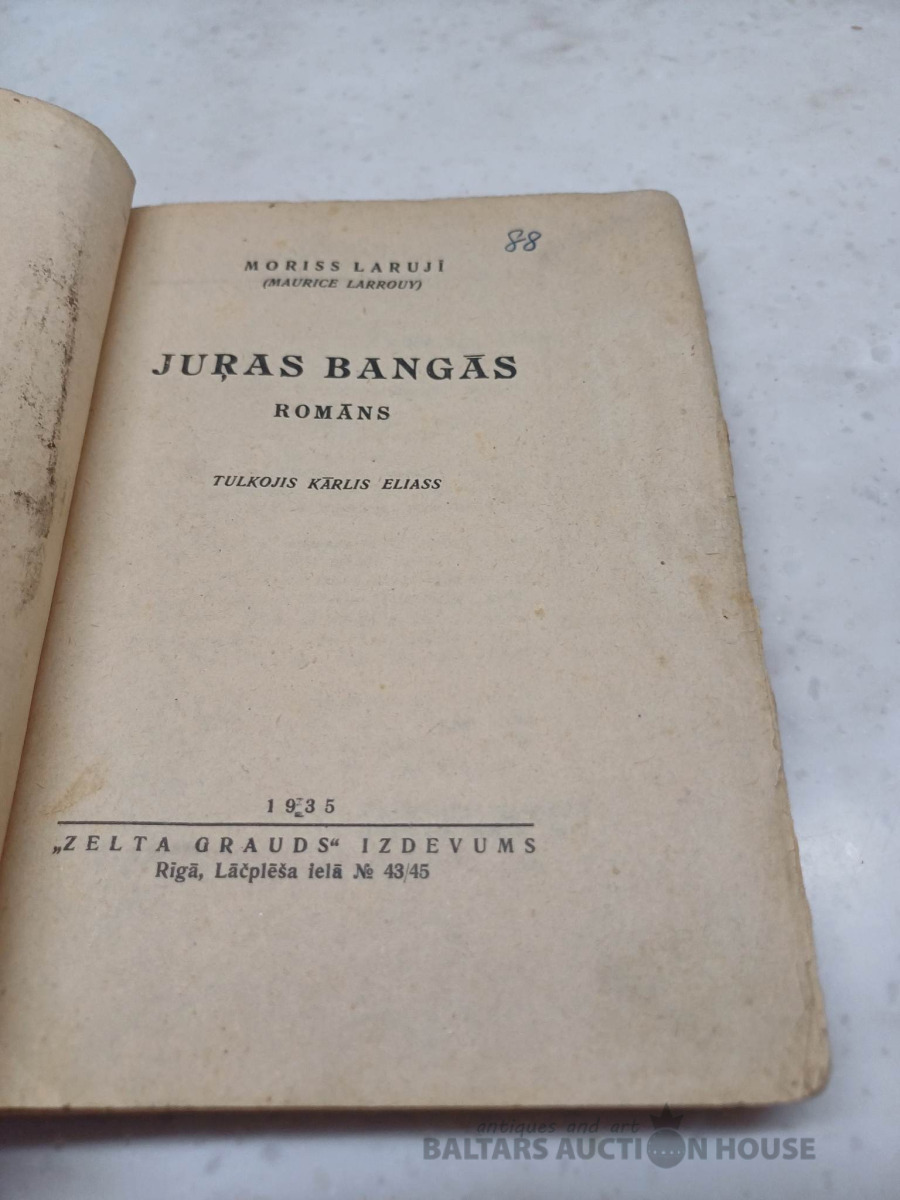 88
MORISS LARUJĪ
(MAURICE LARROUY)
JUŖAS BANGĀS
ROMĀNS
TULKOJIS KĀRLIS ELIASS
1935
„ZELTA GRAUDS“ IZDEVUMS
Rīgā, Lāčplēša ielā № 43/45
antiques and art
BALTARS AUCTION HOUSE